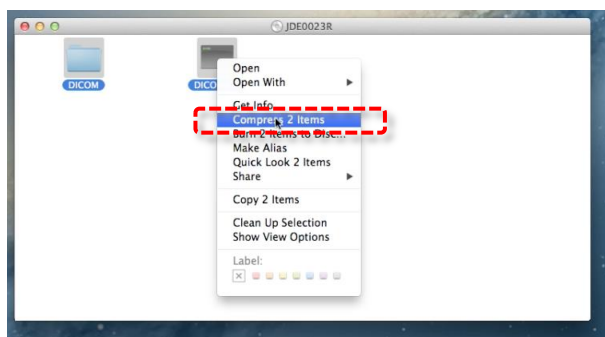 JDE0023R
DICOM
DICO
Open
Open With
Get Info
Compress 2 Items
Burn 2 Items to Disc...
Make Alias
Quick Look 2 Items
Share
Copy 2 Items
Clean Up Selection
Show View Options
Label: